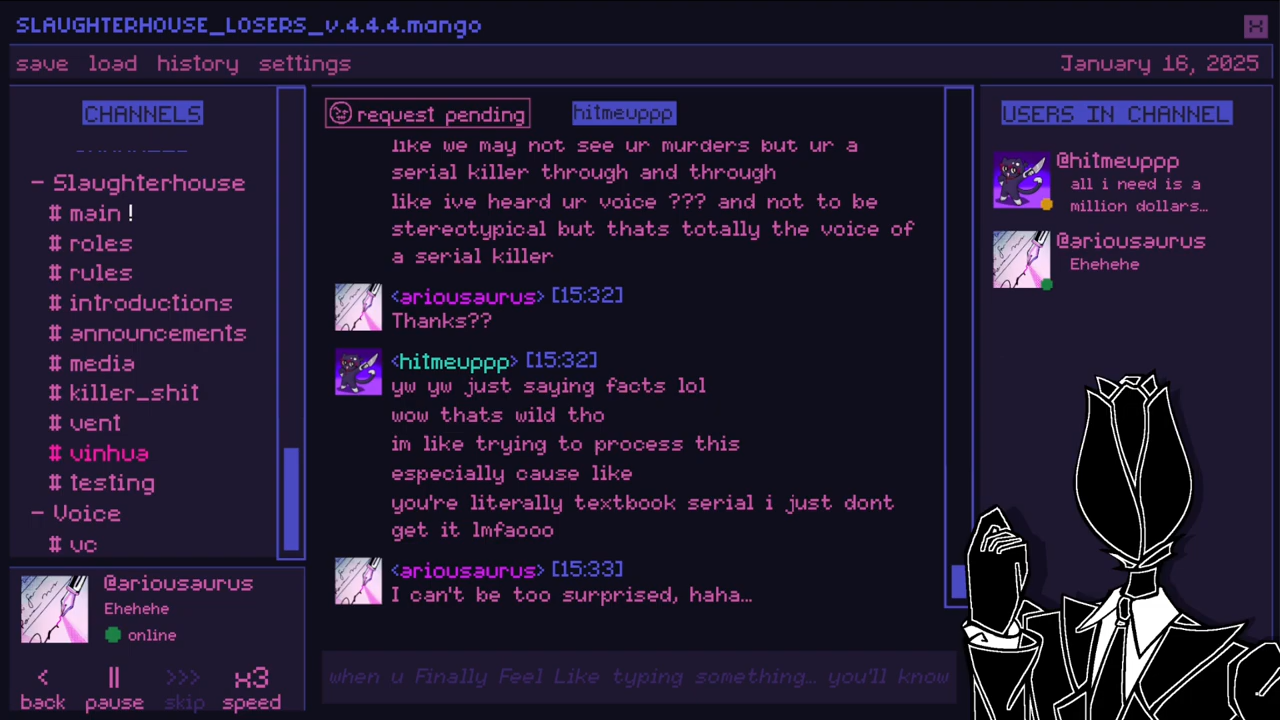 SLAUGHTERHOUSE_LOSERS_v.4.4.4.mango
x
save load history settings
January 16, 2025
CHANNELS
- Slaughterhouse
# main !
# roles
# rules
# introductions
# announcements
# media
# killer_shit
# vent
# vinhua
# testing
- Voice
# vc
@ariousaurus
Ehehehe
online
< || >>> x3
back pause skip speed
request pending
hitmeuppp
like we may not see ur murders but ur a
serial killer through and through
like ive heard ur voice ??? and not to be
stereotypical but thats totally the voice of
a serial killer
<ariousaurus> [15:32]
Thanks??
<hitmeuppp> [15:32]
yw yw just saying facts lol
wow thats wild tho
im like trying to process this
especially cause like
you're literally textbook serial i just dont
get it lmfaooo
<ariousaurus> [15:33]
I can't be too surprised, haha...
when u Finally Feel Like typing something... you'll know
USERS IN CHANNEL
@hitmeuppp
all i need is a
million dollars...
@ariousaurus
Ehehehe